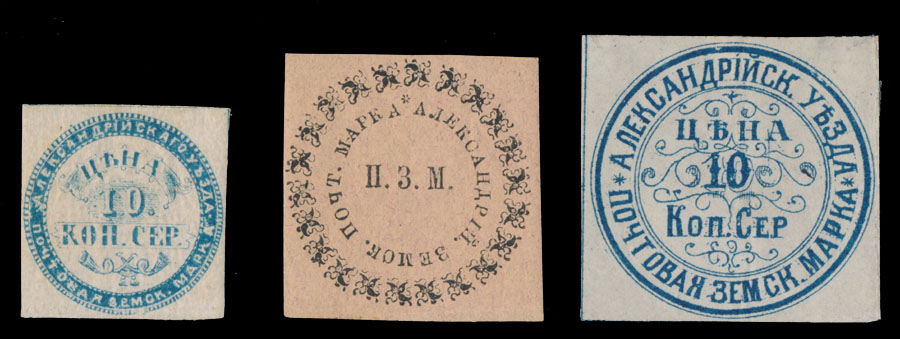 АЛЕКСАНДРІЙСКАГО УѢЗДА
ЦѢНА
10.
КОП. СЕР.
ПОЧТОВАЯ ЗЕМСК. МАРКА
* МАРКА АЛЕКСАНДРІЙ. ЗЕМСК. ПОЧТ.
П. З. М.
* АЛЕКСАНДРІЙСК. УѢЗДА *
ЦѢНА
10
КОП. СЕР
ПОЧТОВАЯ ЗЕМСК. МАРКА